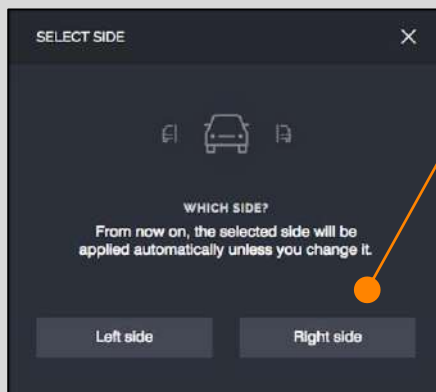 SELECT SIDE
WHICH SIDE?
From now on, the selected side will be
applied automatically unless you change it.
Left side
Right side